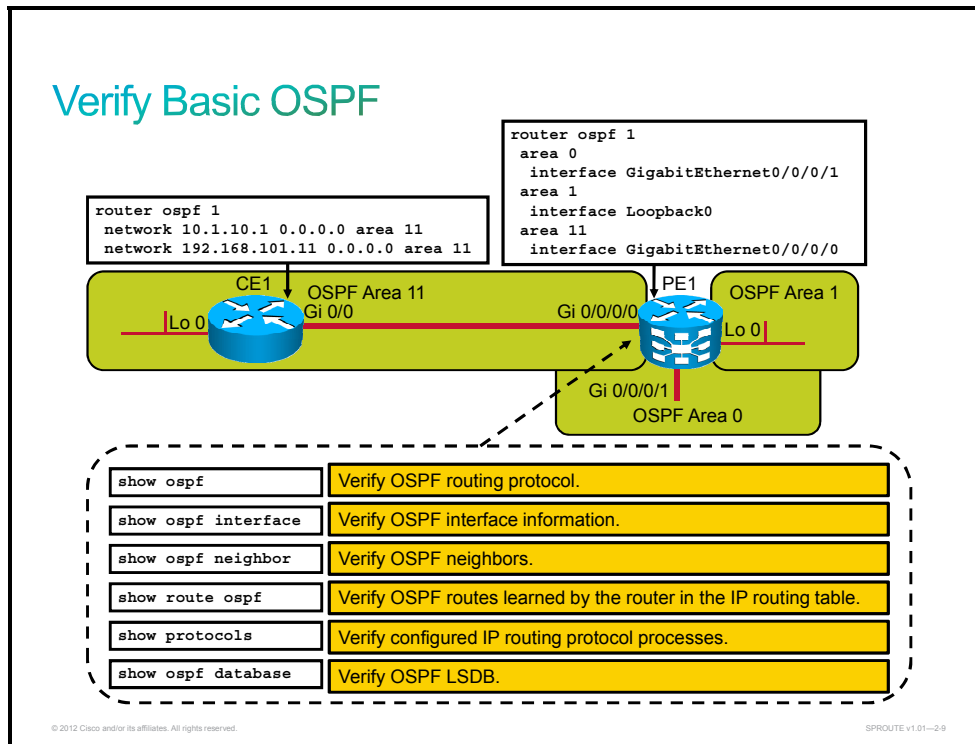 Verify Basic OSPF
router ospf 1
area 0
interface GigabitEthernet0/0/0/1
area 1
interface Loopback0
area 11
interface GigabitEthernet0/0/0/0
router ospf 1
network 10.1.10.1 0.0.0.0 area 11
network 192.168.101.11 0.0.0.0 area 11
CE1
OSPF Area 11
PE1
OSPF Area 1
Lo 0
Gi 0/0
Gi 0/0/0/0
Lo 0
Gi 0/0/0/1
OSPF Area 0
show ospf
Verify OSPF routing protocol.
show ospf interface
Verify OSPF interface information.
show ospf neighbor
Verify OSPF neighbors.
show route ospf
Verify OSPF routes learned by the router in the IP routing table.
show protocols
Verify configured IP routing protocol processes.
show ospf database
Verify OSPF LSDB.
© 2012 Cisco and/or its affiliates. All rights reserved.
SPROUTE v1.01—2-9